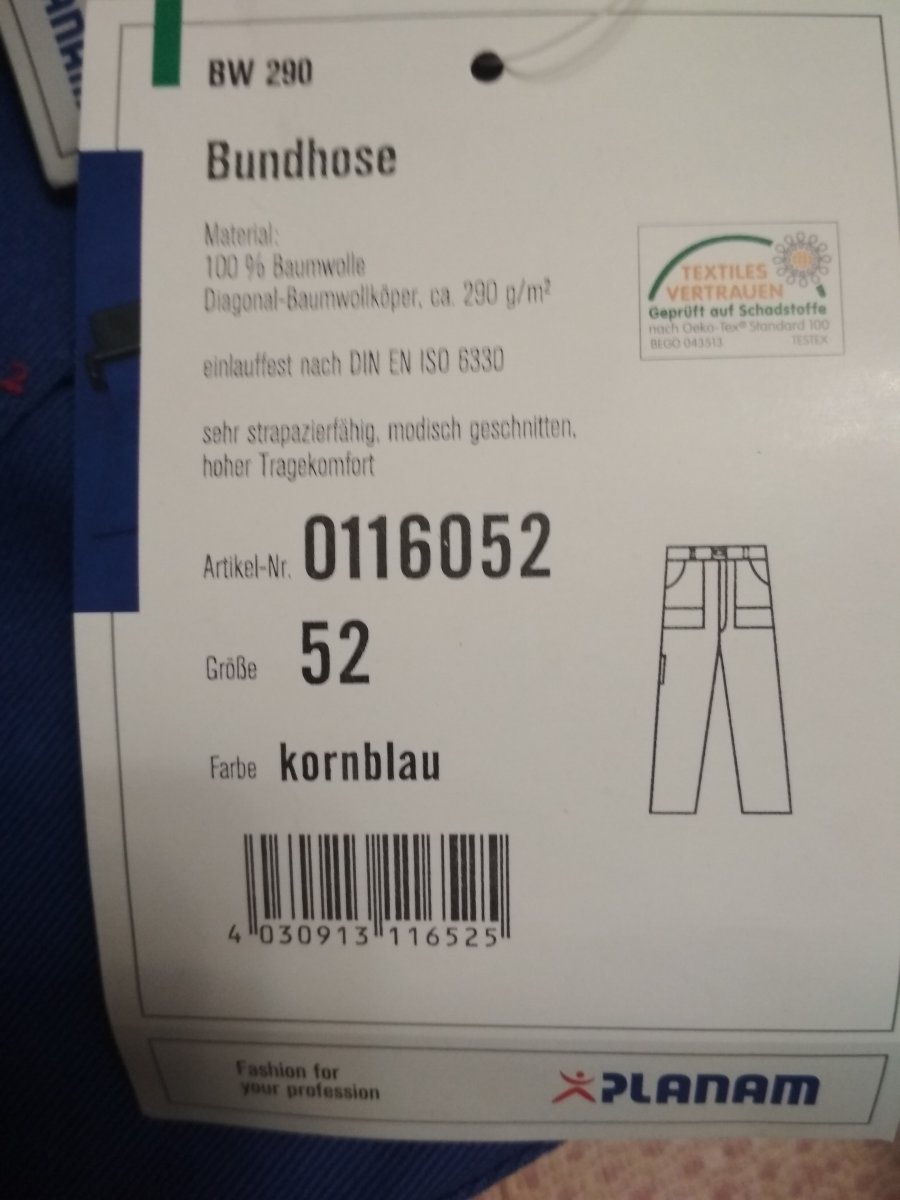 BW 290
Bundhose
Material:
100 % Baumwolle
Diagonal-Baumwollköper, ca. 290 g/m²
einlauffest nach DIN EN ISO 6330
sehr strapazierfähig, modisch geschnitten,
hoher Tragekomfort
TEXTILES
VERTRAUEN
Geprüft auf Schadstoffe
nach Oeko-Tex® Standard 100
BEGO 043513 TESTEX
Artikel-Nr. 0116052
Größe 52
Farbe kornblau
4 030913 116525
Fashion for
your profession
PLANAM